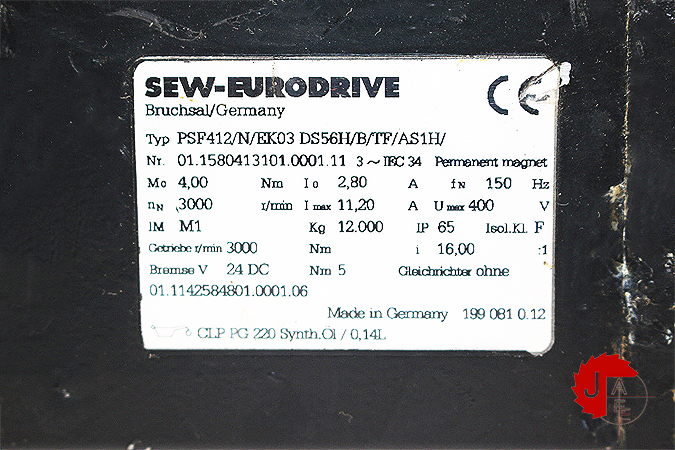 SEW-EURODRIVE
Bruchsal/Germany
CE
Typ PSF412/N/EK03 DS56H/B/TF/AS1H/
Nr. 01.1580413101.0001.11 3~IEC 34 Permanent magnet
Mo 4,00 Nm Io 2,80 A fN 150 Hz
nN 3000 r/min I max 11,20 A U max 400 V
IM M1 Kg 12.000 IP 65 Isol.Kl. F
Getriebe r/min 3000 Nm i 16,00 :1
Bremse V 24 DC Nm 5 Gleichrichter ohne
01.1142584801.0001.06
Made in Germany 199 081 0.12
CLP PG 220 Synth.Öl / 0,14L
JAE